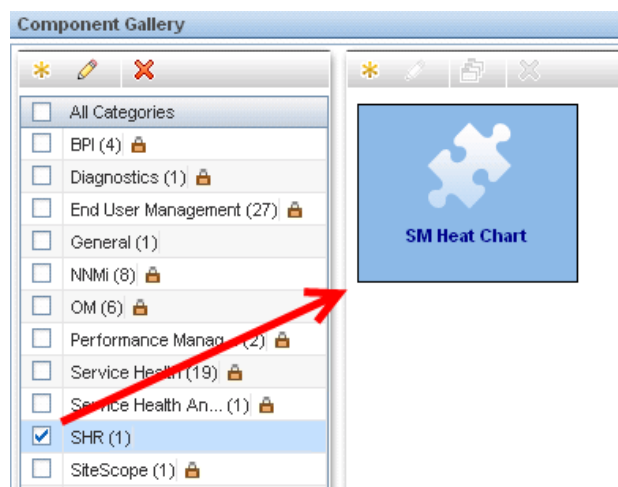 Component Gallery
All Categories
BPI (4)
Diagnostics (1)
End User Management (27)
General (1)
NNMi (8)
OM (6)
Performance Manag... (2)
Service Health (19)
Service Health An... (1)
SHR (1)
SiteScope (1)
SM Heat Chart